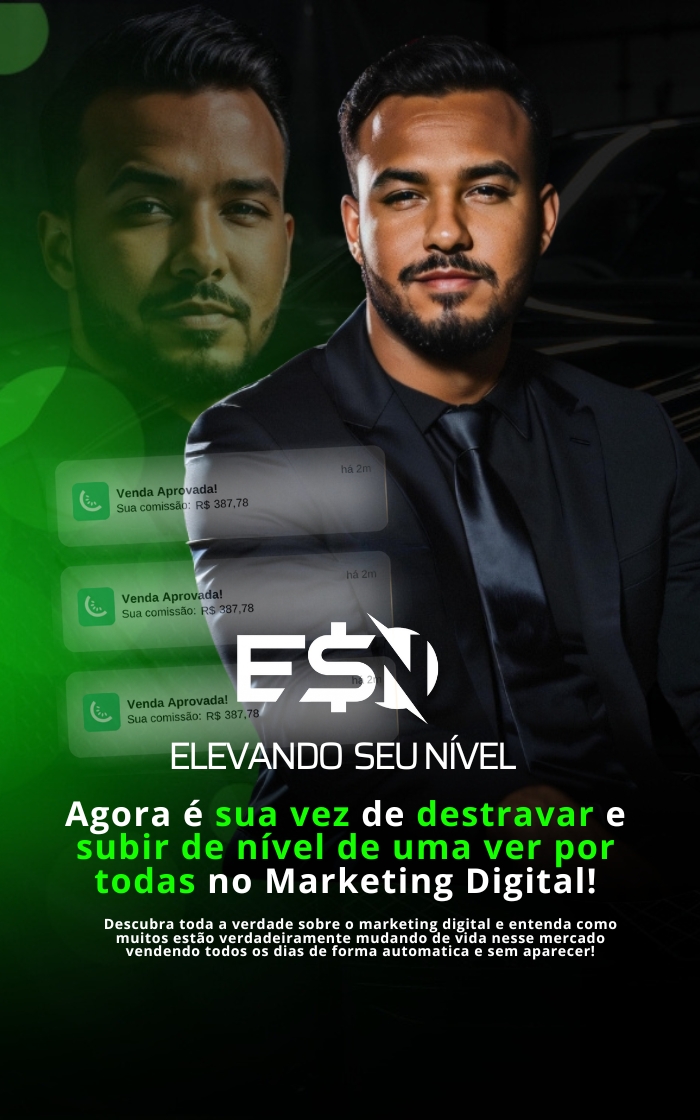 há 2m
Venda Aprovada!
Sua comissão: R$ 387,78
há 2m
Venda Aprovada!
Sua comissão: R$ 387,78
há 2m
Venda Aprovada!
Sua comissão: R$ 387,78
E$N
ELEVANDO SEU NÍVEL
Agora é sua vez de destravar e
subir de nível de uma ver por
todas no Marketing Digital!
Descubra toda a verdade sobre o marketing digital e entenda como
muitos estão verdadeiramente mudando de vida nesse mercado
vendendo todos os dias de forma automatica e sem aparecer!